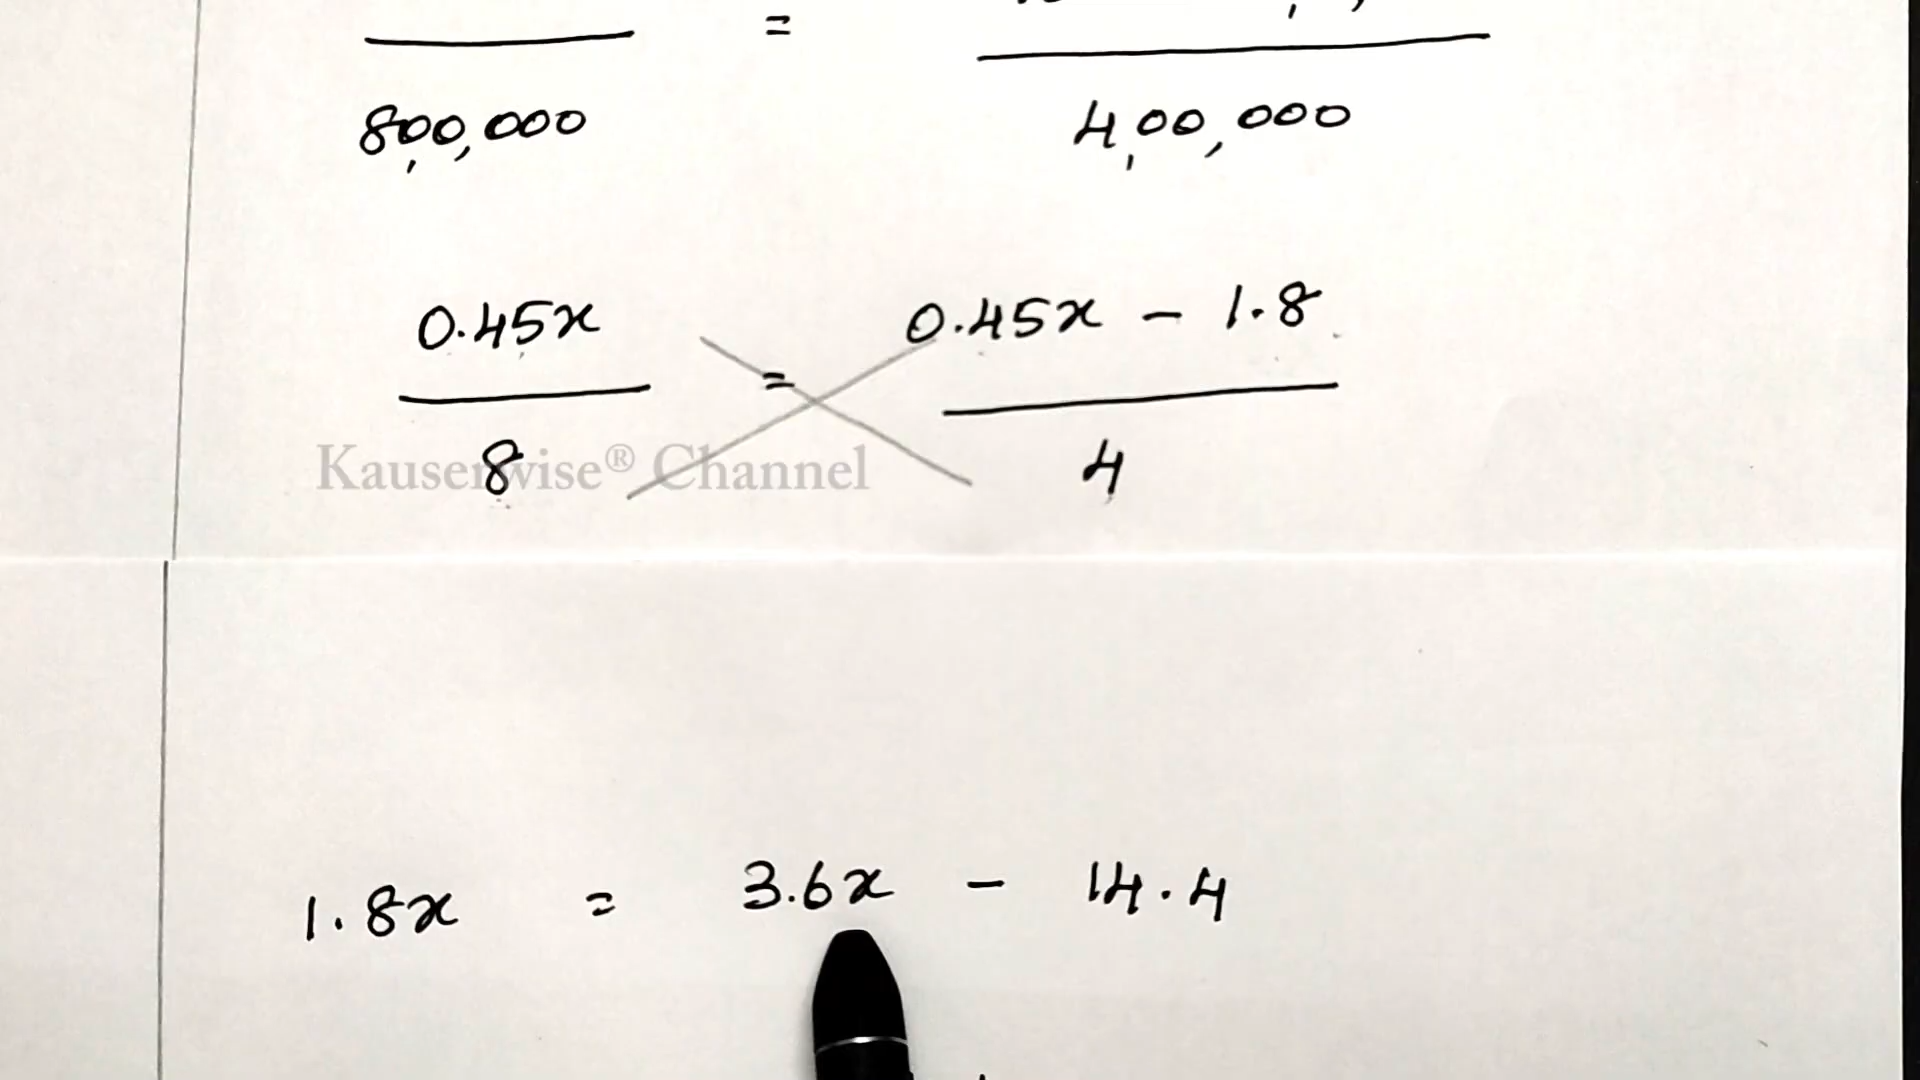 =
800,000 4,00,000
0.45x = 0.45x - 1.8
8 4
Kauserwise® Channel
1.8x = 3.6x - 14.4